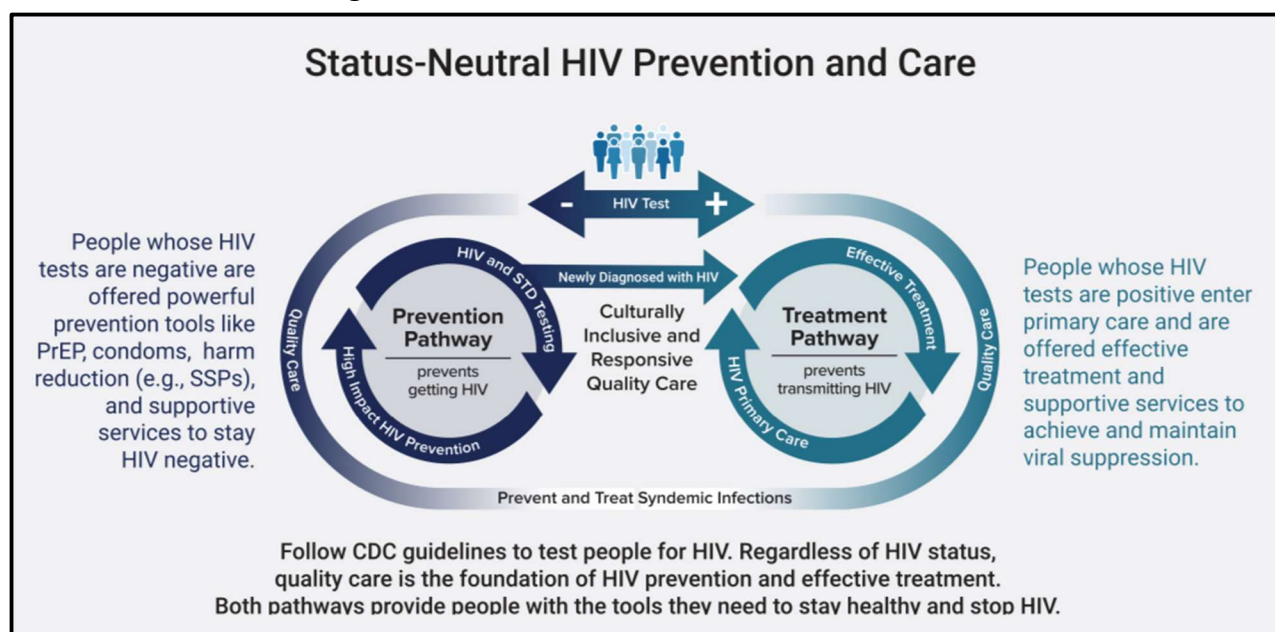 Status-Neutral HIV Prevention and Care
- HIV Test +
People whose HIV
tests are negative are
offered powerful
prevention tools like
PrEP, condoms, harm
reduction (e.g., SSPs),
and supportive
services to stay
HIV negative.
Quality Care
HIV and STD Testing
Prevention
Pathway
prevents
getting HIV
High Impact HIV Prevention
Newly Diagnosed with HIV
Culturally
Inclusive and
Responsive
Quality Care
Effective Treatment
Treatment
Pathway
prevents
transmitting HIV
HIV Primary Care
Quality Care
People whose HIV
tests are positive enter
primary care and are
offered effective
treatment and
supportive services to
achieve and maintain
viral suppression.
Prevent and Treat Syndemic Infections
Follow CDC guidelines to test people for HIV. Regardless of HIV status,
quality care is the foundation of HIV prevention and effective treatment.
Both pathways provide people with the tools they need to stay healthy and stop HIV.